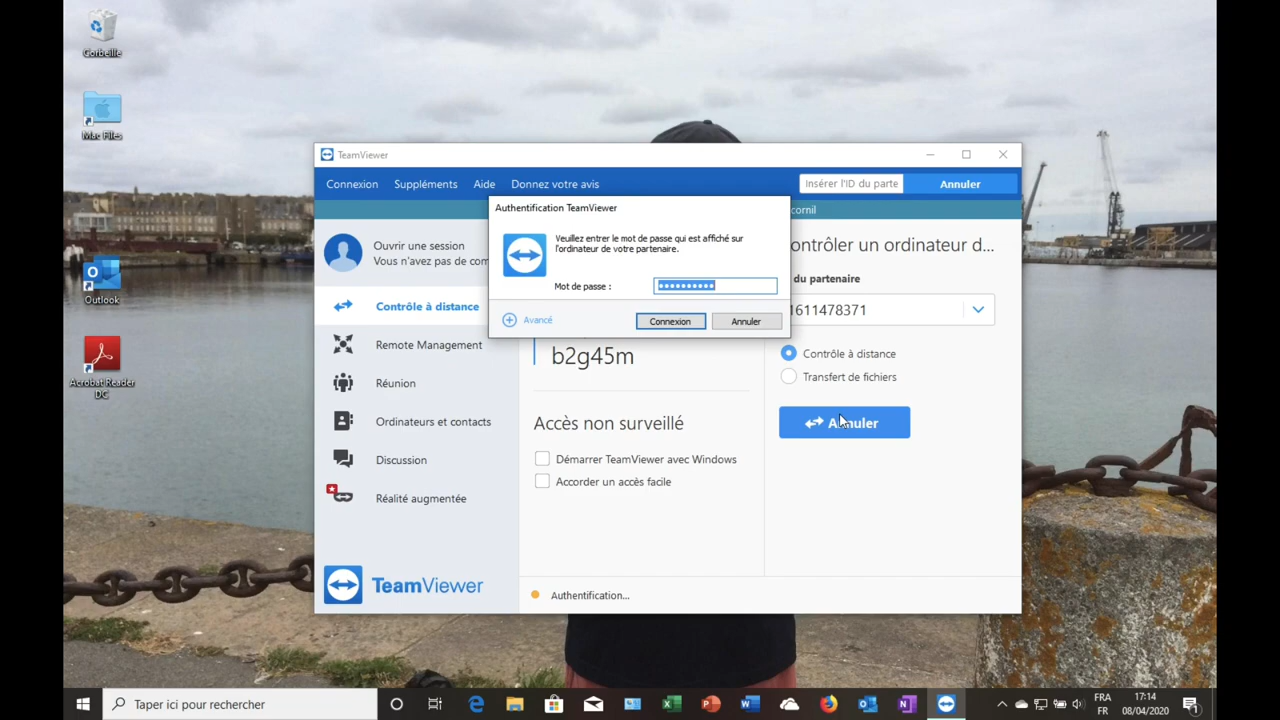 Corbeille
Mac Files
Outlook
Acrobat Reader
DC
TeamViewer
Connexion Suppléments Aide Donnez votre avis
Insérer l'ID du parte
Annuler
cornil
Authentification TeamViewer
Veuillez entrer le mot de passe qui est affiché sur
l'ordinateur de votre partenaire.
Mot de passe :
Avancé
Connexion
Annuler
Ouvrir une session
Vous n'avez pas de com
Contrôle à distance
Remote Management
Réunion
Ordinateurs et contacts
Discussion
Réalité augmentée
TeamViewer
b2g45m
Accès non surveillé
Démarrer TeamViewer avec Windows
Accorder un accès facile
Authentification...
ontrôler un ordinateur d...
du partenaire
1611478371
Contrôle à distance
Transfert de fichiers
Annuler
Taper ici pour rechercher
FRA
FR
17:14
08/04/2020
1